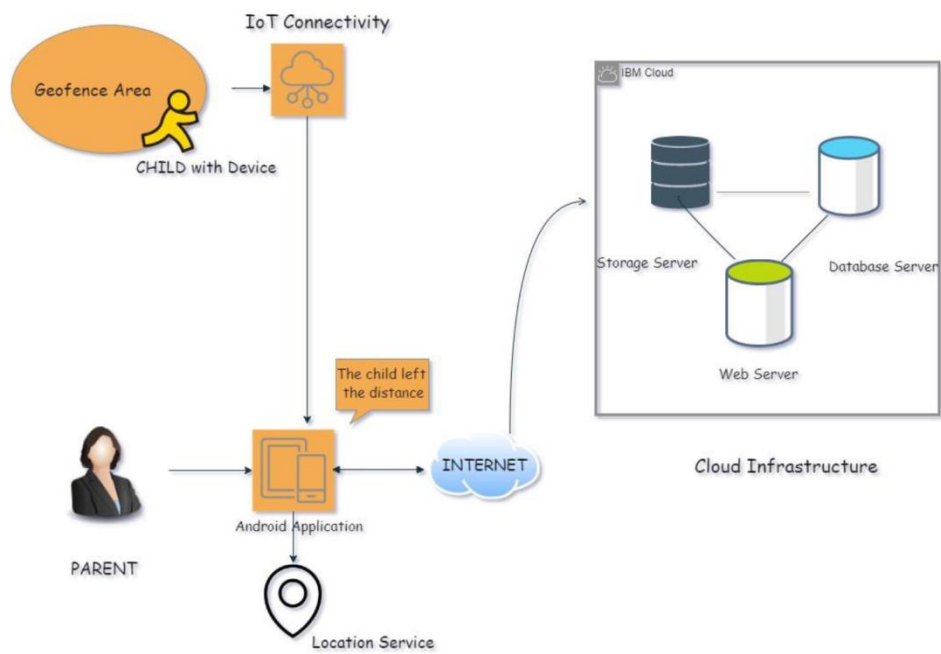 IoT Connectivity
Geofence Area
CHILD with Device
IBM Cloud
Storage Server
Database Server
Web Server
The child left
the distance
INTERNET
Cloud Infrastructure
Android Application
PARENT
Location Service